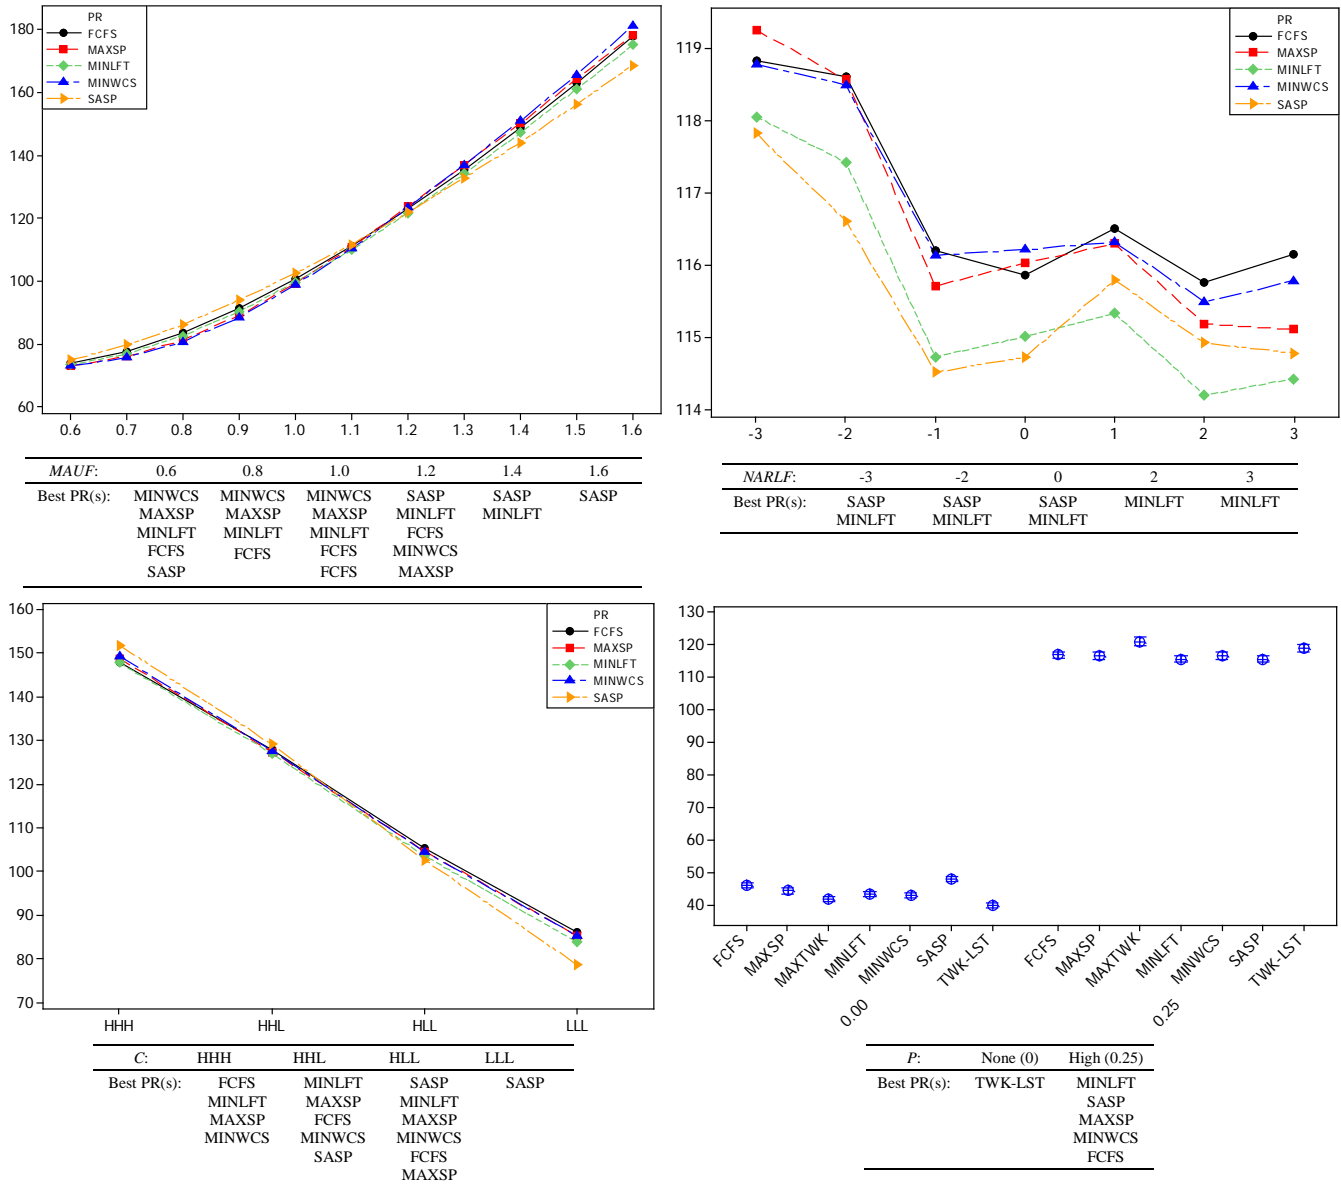 180
160
140
120
100
80
60
PR
FCFS
MAXSP
MINLFT
MINWCS
SASP
0.6 0.7 0.8 0.9 1.0 1.1 1.2 1.3 1.4 1.5 1.6
MAUF: 0.6 0.8 1.0 1.2 1.4 1.6
Best PR(s): MINWCS MINWCS MINWCS SASP SASP SASP
MAXSP MAXSP MAXSP MINLFT MINLFT
MINLFT MINLFT MINLFT FCFS
FCFS FCFS FCFS MINWCS
SASP FCFS MAXSP
119
118
117
116
115
114
PR
FCFS
MAXSP
MINLFT
MINWCS
SASP
-3 -2 -1 0 1 2 3
NARLF: -3 -2 0 2 3
Best PR(s): SASP SASP SASP MINLFT MINLFT
MINLFT MINLFT MINLFT
160
150
140
130
120
110
100
90
80
70
PR
FCFS
MAXSP
MINLFT
MINWCS
SASP
HHH HHL HLL LLL
C: HHH HHL HLL LLL
Best PR(s): FCFS MINLFT SASP SASP
MINLFT MAXSP MINLFT
MAXSP FCFS MAXSP
MINWCS MINWCS MINWCS
SASP FCFS
MAXSP
130
120
110
100
90
80
70
60
50
40
FCFS MAXSP MAXTWK MINLFT MINWCS SASP TWK-LST FCFS MAXSP MAXTWK MINLFT MINWCS SASP TWK-LST
0.00 0.25
P: None (0) High (0.25)
Best PR(s): TWK-LST MINLFT
SASP
MAXSP
MINWCS
FCFS